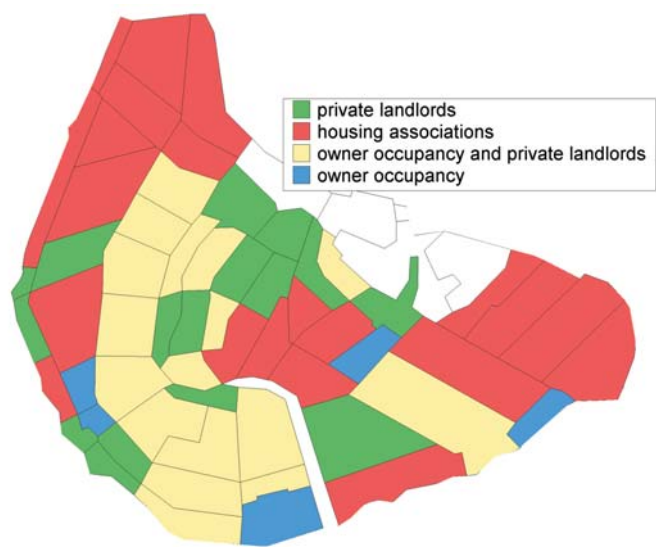 private landlords
housing associations
owner occupancy and private landlords
owner occupancy